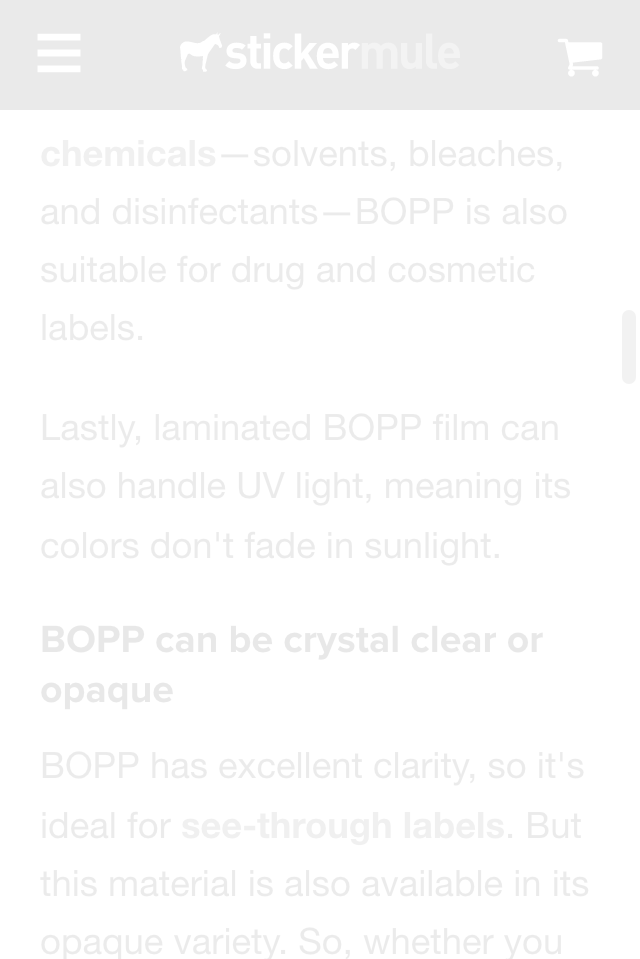 stickermule
chemicals—solvents, bleaches,
and disinfectants—BOPP is also
suitable for drug and cosmetic
labels.
Lastly, laminated BOPP film can
also handle UV light, meaning its
colors don't fade in sunlight.
BOPP can be crystal clear or
opaque
BOPP has excellent clarity, so it's
ideal for see-through labels. But
this material is also available in its
opaque variety. So, whether you